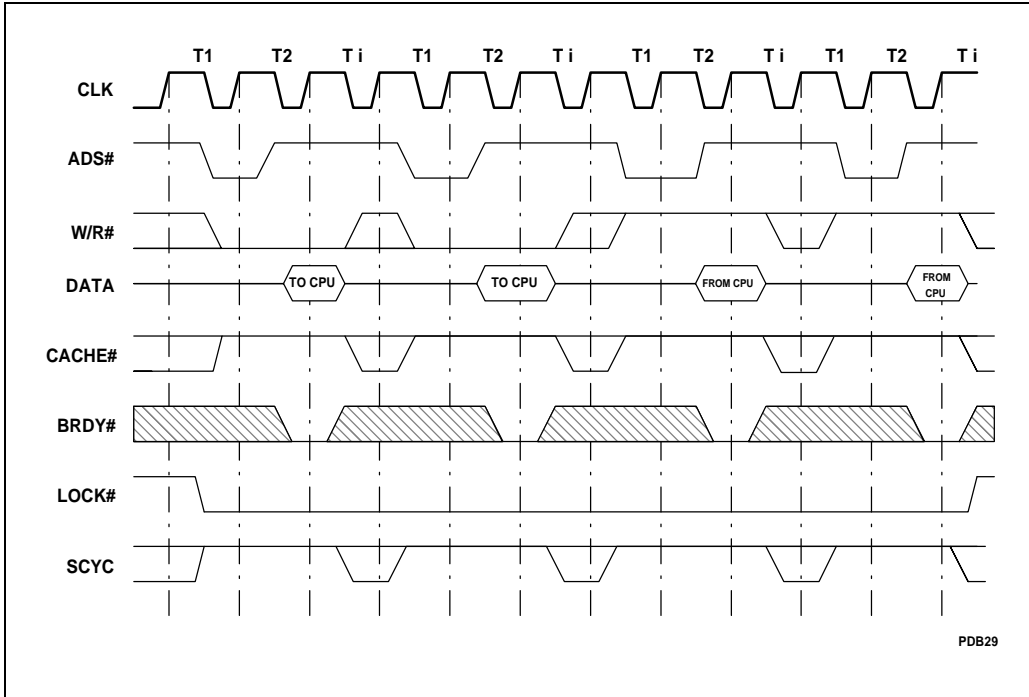 T1 T2 T i T1 T2 T i T1 T2 T i T1 T2 T i
CLK
ADS#
W/R#
DATA
TO CPU TO CPU FROM CPU FROM
CPU
CACHE#
BRDY#
LOCK#
SCYC
PDB29